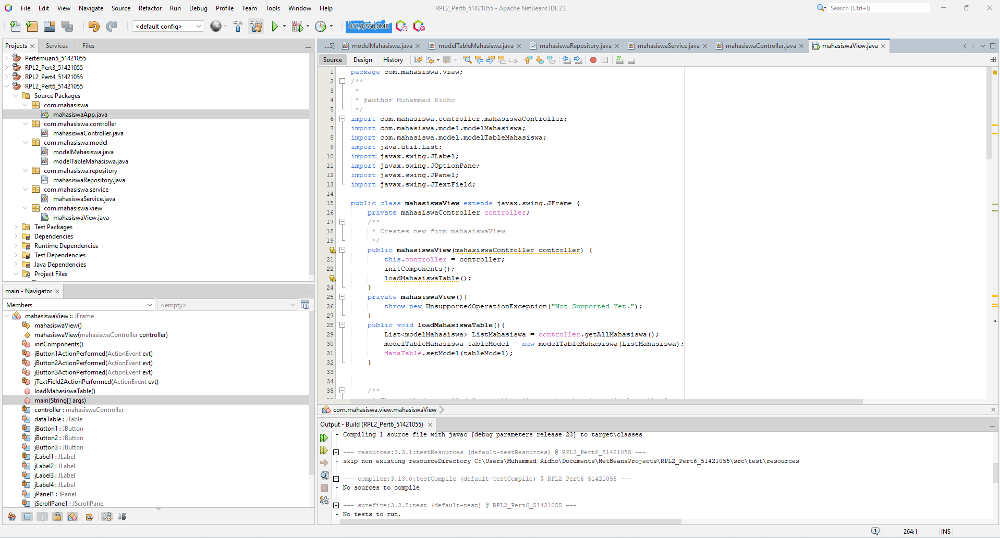 File Edit View Navigate Source Refactor Run Debug Profile Team Tools Window Help
RPL2_Pert6_51421055 - Apache NetBeans IDE 23
Search (Ctrl+I)
<default config>
417,8/550,0MB
Projects Services Files
Pertemuan5_51421055
RPL2_Pert3_51421055
RPL2_Pert4_51421055
RPL2_Pert6_51421055
Source Packages
com.mahasiswa
mahasiswaApp.java
com.mahasiswa.controller
mahasiswaController.java
com.mahasiswa.model
modelMahasiswa.java
modelTableMahasiswa.java
com.mahasiswa.repository
mahasiswaRepository.java
com.mahasiswa.service
mahasiswaService.java
com.mahasiswa.view
mahasiswaView.java
Test Packages
Dependencies
Runtime Dependencies
Test Dependencies
Java Dependencies
Project Files
main - Navigator
Members
<empty>
mahasiswaView :: JFrame
mahasiswaView()
mahasiswaView(mahasiswaController controller)
initComponents()
jButton1ActionPerformed(ActionEvent evt)
jButton2ActionPerformed(ActionEvent evt)
jButton3ActionPerformed(ActionEvent evt)
jTextField2ActionPerformed(ActionEvent evt)
loadMahasiswaTable()
main(String[] args)
controller : mahasiswaController
dataTable : JTable
jButton1 : JButton
jButton2 : JButton
jButton3 : JButton
jLabel1 : JLabel
jLabel2 : JLabel
jLabel3 : JLabel
jLabel4 : JLabel
jPanel1 : JPanel
jScrollPane1 : JScrollPane
...5] modelMahasiswa.java modelTableMahasiswa.java mahasiswaRepository.java mahasiswaService.java mahasiswaController.java mahasiswaView.java
Source Design History
1 package com.mahasiswa.view;
2 /**
3 *
4 * @author Muhammad Ridho
5 */
6 import com.mahasiswa.controller.mahasiswaController;
7 import com.mahasiswa.model.modelMahasiswa;
8 import com.mahasiswa.model.modelTableMahasiswa;
9 import java.util.List;
10 import javax.swing.JLabel;
11 import javax.swing.JOptionPane;
12 import javax.swing.JPanel;
13 import javax.swing.JTextField;
14
15 public class mahasiswaView extends javax.swing.JFrame {
16 private mahasiswaController controller;
17 /**
18 * Creates new form mahasiswaView
19 */
public mahasiswaView(mahasiswaController controller) {
21 this.controller = controller;
22 initComponents();
loadMahasiswaTable();
24 }
25 private mahasiswaView(){
26 throw new UnsupportedOperationException("Not Supported Yet.");
27 }
28 public void loadMahasiswaTable(){
29 List<modelMahasiswa> ListMahasiswa = controller.getAllMahasiswa();
30 modelTableMahasiswa tableModel = new modelTableMahasiswa(ListMahasiswa);
31 dataTable.setModel(tableModel);
32 }
33
34
35 /**
com.mahasiswa.view.mahasiswaView
Output - Build (RPL2_Pert6_51421055)
Compiling 1 source file with javac [debug parameters release 23] to target\classes
--- resources:3.3.1:testResources (default-testResources) @ RPL2_Pert6_51421055 ---
skip non existing resourceDirectory C:\Users\Muhammad Ridho\Documents\NetBeansProjects\RPL2_Pert6_51421055\src\test\resources
--- compiler:3.13.0:testCompile (default-testCompile) @ RPL2_Pert6_51421055 ---
No sources to compile
--- surefire:3.2.5:test (default-test) @ RPL2_Pert6_51421055 ---
No tests to run.
1
264:1
INS